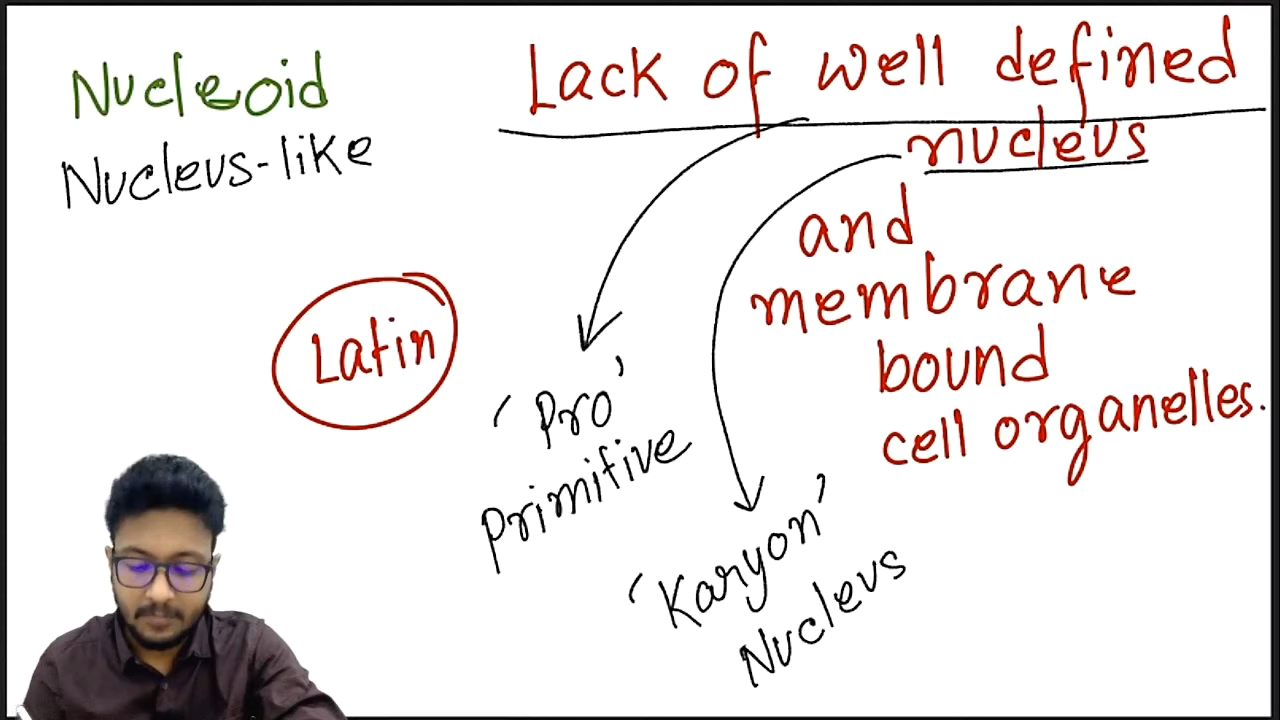 Nucleoid
Nucleus-like
Lack of well defined
nucleus
and
membrane
bound
cell organelles.
Latin
'Pro'
Primitive
'Karyon'
Nucleus